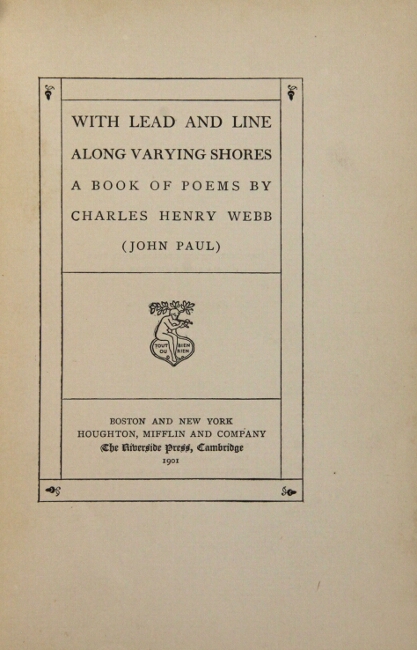 WITH LEAD AND LINE
ALONG VARYING SHORES
A BOOK OF POEMS BY
CHARLES HENRY WEBB
(JOHN PAUL)
TOUT BIEN
OU RIEN
BOSTON AND NEW YORK
HOUGHTON, MIFFLIN AND COMPANY
The Riverside Press, Cambridge
1901